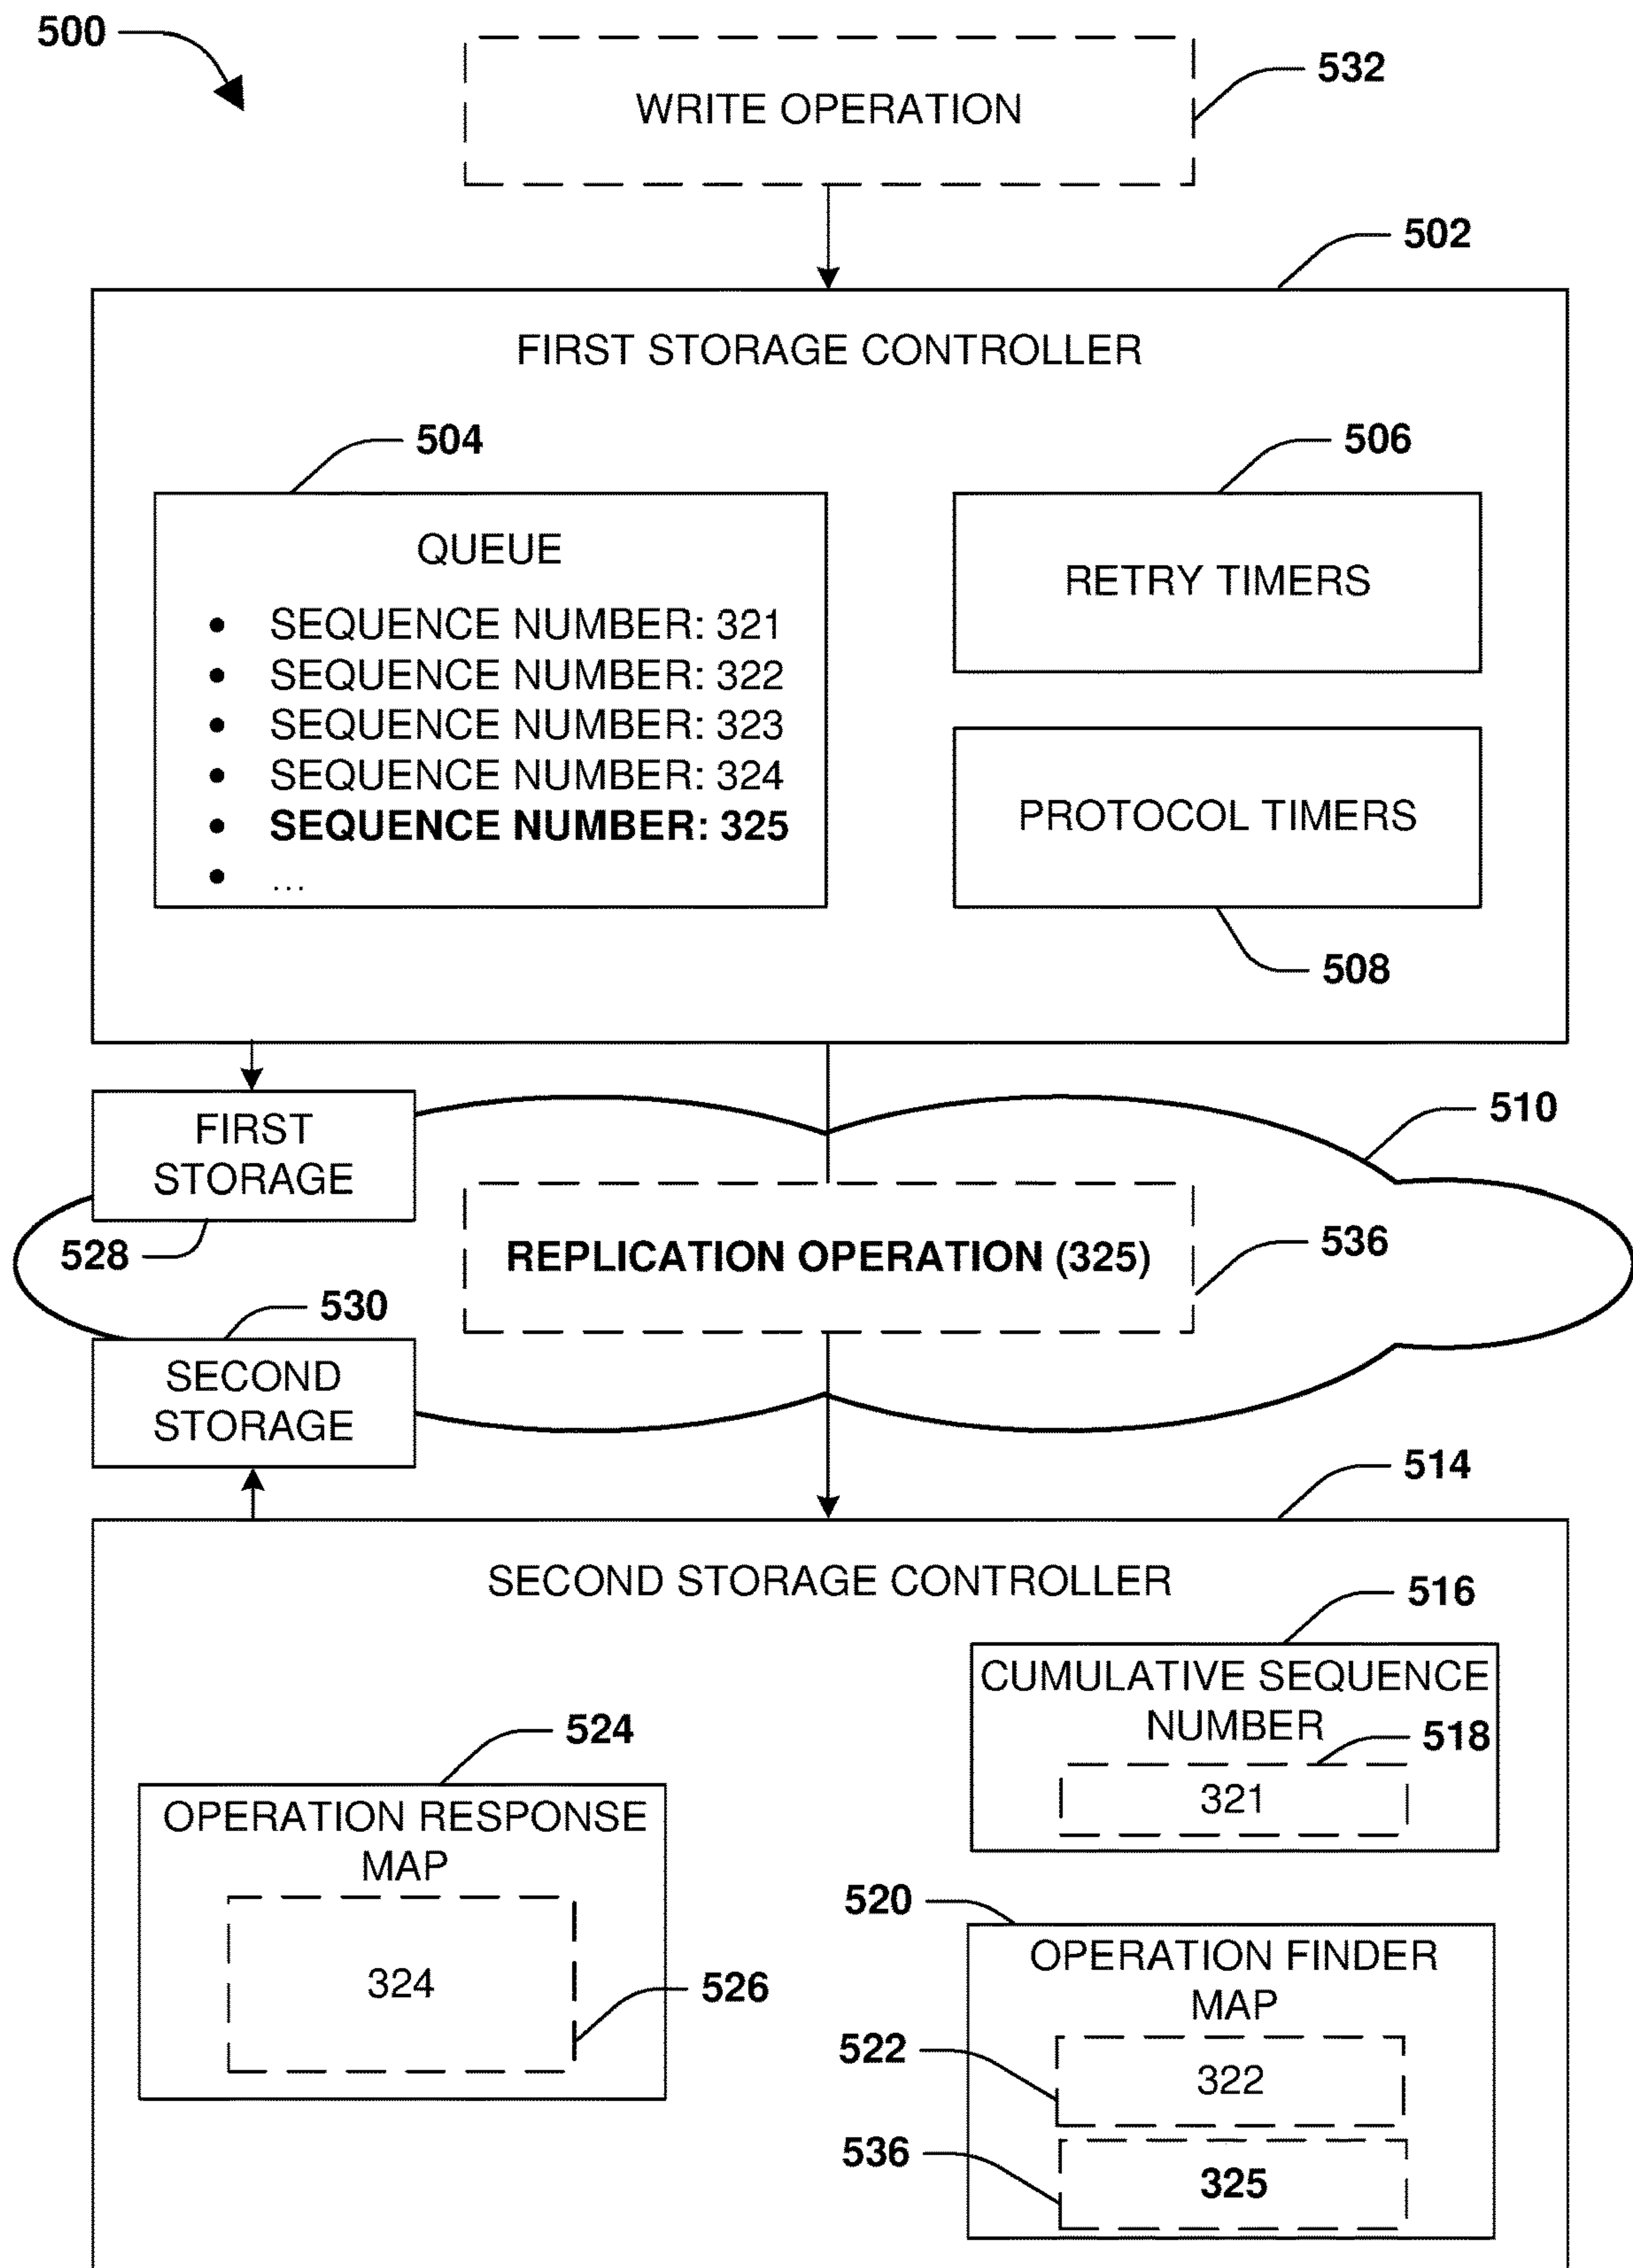 500
WRITE OPERATION
532
502
FIRST STORAGE CONTROLLER
504
506
QUEUE
• SEQUENCE NUMBER: 321
• SEQUENCE NUMBER: 322
• SEQUENCE NUMBER: 323
• SEQUENCE NUMBER: 324
• SEQUENCE NUMBER: 325
• ...
RETRY TIMERS
PROTOCOL TIMERS
508
FIRST
STORAGE
528
510
REPLICATION OPERATION (325)
536
530
SECOND
STORAGE
514
SECOND STORAGE CONTROLLER
516
CUMULATIVE SEQUENCE
NUMBER
518
321
524
OPERATION RESPONSE
MAP
324
526
520
OPERATION FINDER
MAP
522
322
536
325